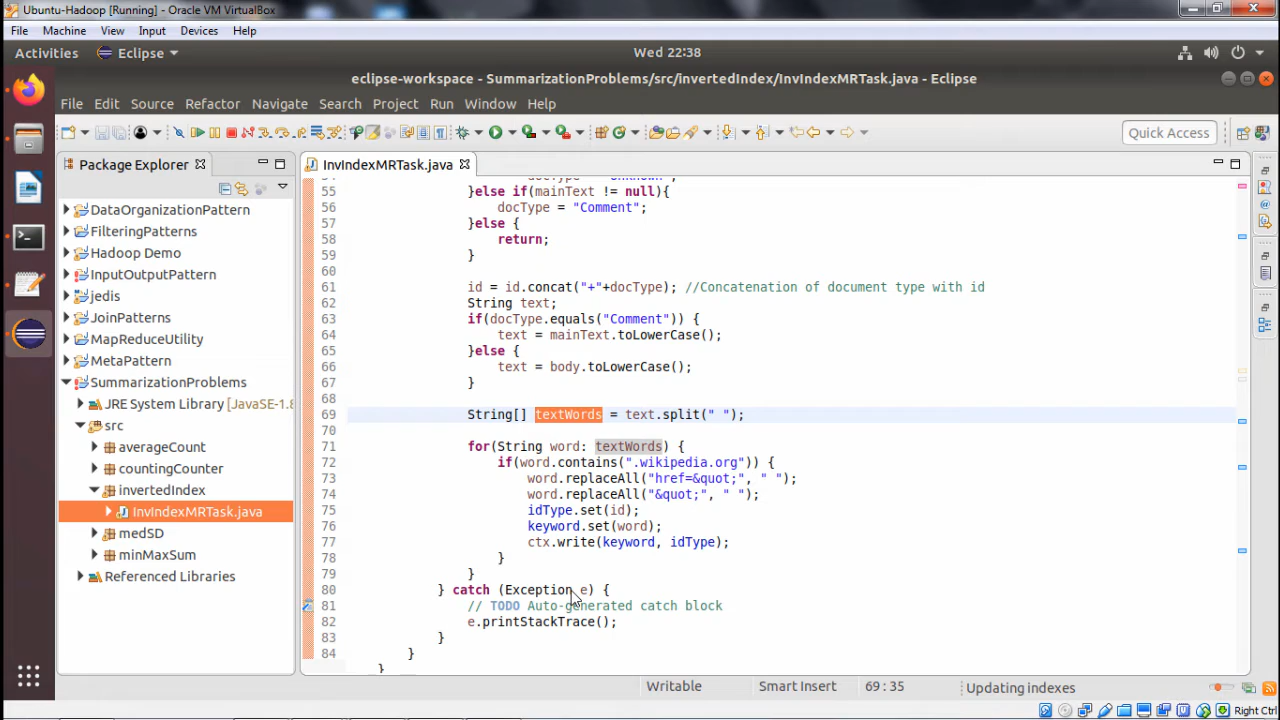 Ubuntu-Hadoop [Running] - Oracle VM VirtualBox
File Machine View Input Devices Help
Activities Eclipse Wed 22:38
eclipse-workspace - SummarizationProblems/src/invertedIndex/InvIndexMRTask.java - Eclipse
File Edit Source Refactor Navigate Search Project Run Window Help
Quick Access
Package Explorer
InvIndexMRTask.java
DataOrganizationPattern
FilteringPatterns
Hadoop Demo
InputOutputPattern
jedis
JoinPatterns
MapReduceUtility
MetaPattern
SummarizationProblems
JRE System Library [JavaSE-1.8
src
averageCount
countingCounter
invertedIndex
InvIndexMRTask.java
medSD
minMaxSum
Referenced Libraries
54 docType = "Unknown";
55 }else if(mainText != null){
56 docType = "Comment";
57 }else {
58 return;
59 }
60
61 id = id.concat("+"+docType); //Concatenation of document type with id
62 String text;
63 if(docType.equals("Comment")) {
64 text = mainText.toLowerCase();
65 }else {
66 text = body.toLowerCase();
67 }
68
69 String[] textWords = text.split(" ");
70
71 for(String word: textWords) {
72 if(word.contains(".wikipedia.org")) {
73 word.replaceAll("href=&quot;", " ");
74 word.replaceAll("&quot;", " ");
75 idType.set(id);
76 keyword.set(word);
77 ctx.write(keyword, idType);
78 }
79 }
80 } catch (Exception e) {
81 // TODO Auto-generated catch block
82 e.printStackTrace();
83 }
84 }
}
Writable Smart Insert 69 : 35 Updating indexes
Right Ctrl